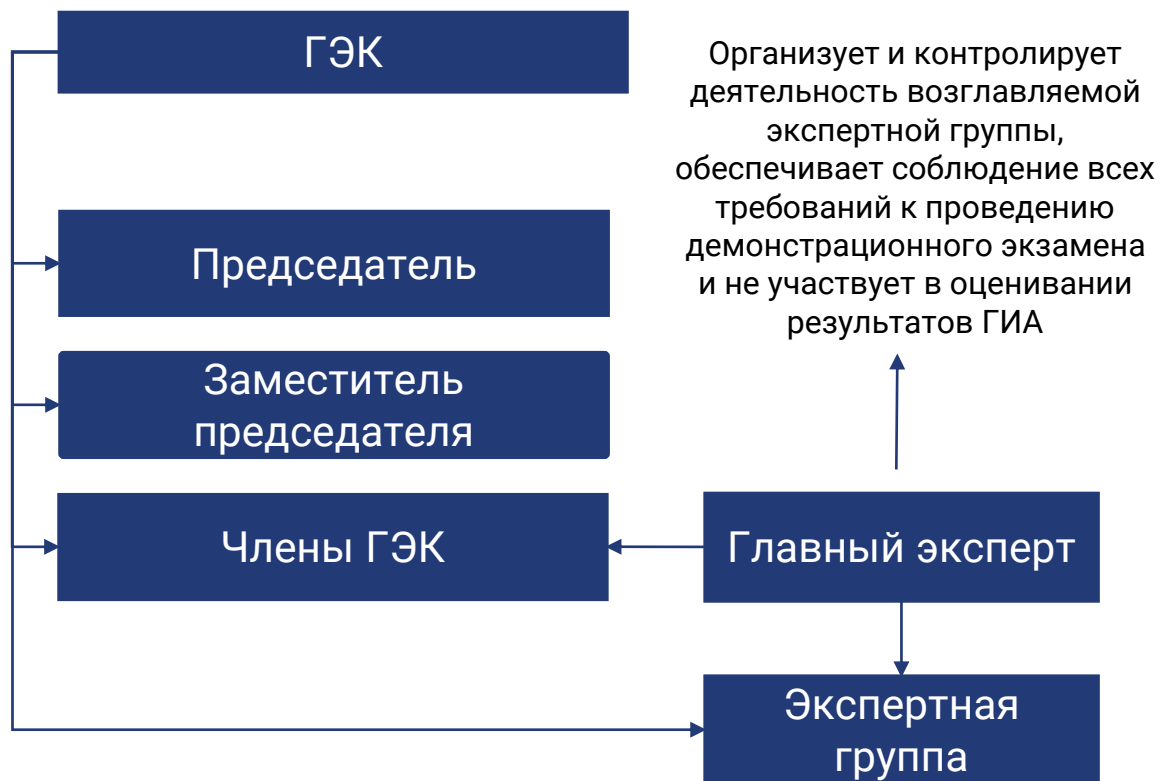 ГЭК
Организует и контролирует
деятельность возглавляемой
экспертной группы,
обеспечивает соблюдение всех
требований к проведению
демонстрационного экзамена
и не участвует в оценивании
результатов ГИА
Председатель
Заместитель
председателя
Члены ГЭК
Главный эксперт
Экспертная
группа